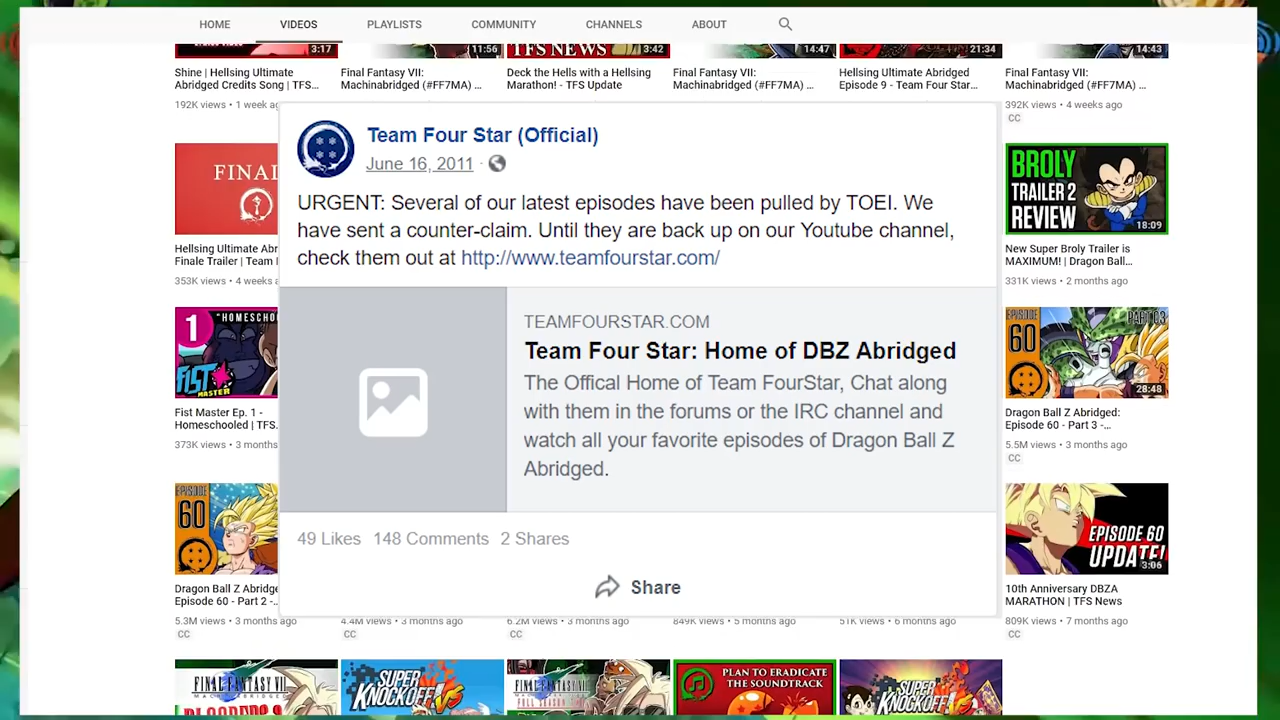 HOME VIDEOS PLAYLISTS COMMUNITY CHANNELS ABOUT
3:17 11:56 TFS NEWS 3:42 14:47 21:34 14:43
Shine | Hellsing Ultimate
Abridged Credits Song | TFS...
192K views • 1 week ag
Final Fantasy VII:
Machinabridged (#FF7MA) ...
Deck the Hells with a Hellsing
Marathon! - TFS Update
Final Fantasy VII:
Machinabridged (#FF7MA) ...
Hellsing Ultimate Abridged
Episode 9 - Team Four Star...
Final Fantasy VII:
Machinabridged (#FF7MA) ...
392K views • 4 weeks ago
CC
Team Four Star (Official)
June 16, 2011 ·
URGENT: Several of our latest episodes have been pulled by TOEI. We
have sent a counter-claim. Until they are back up on our Youtube channel,
check them out at http://www.teamfourstar.com/
TEAMFOURSTAR.COM
Team Four Star: Home of DBZ Abridged
The Offical Home of Team FourStar, Chat along
with them in the forums or the IRC channel and
watch all your favorite episodes of Dragon Ball Z
Abridged.
49 Likes 148 Comments 2 Shares
Share
FINAL
Hellsing Ultimate Abr
Finale Trailer | Team
353K views • 4 weeks a
1 "HOMESCHOO
FIST
MASTER
Fist Master Ep. 1 -
Homeschooled | TFS.
373K views • 3 months
EPISODE
60
Dragon Ball Z Abridge
Episode 60 - Part 2 -
5.3M views • 3 months ago
CC
4.4M views • 3 months ago
CC
6.2M views • 3 months ago
CC
849K views • 5 months ago
51K views • 6 months ago
BROLY
TRAILER 2
REVIEW
18:09
New Super Broly Trailer is
MAXIMUM! | Dragon Ball...
331K views • 2 months ago
EPISODE
60
PART 03
28:48
Dragon Ball Z Abridged:
Episode 60 - Part 3 -...
5.5M views • 3 months ago
CC
EPISODE 60
UPDATE!
3:06
10th Anniversary DBZA
MARATHON | TFS News
809K views • 7 months ago
CC
FINAL FANTASY VII
SUPER
KNOCKOFF! VS
FINAL FANTASY VII
PLAN TO ERADICATE
THE SOUNDTRACK
SUPER
KNOCKOFF! VS